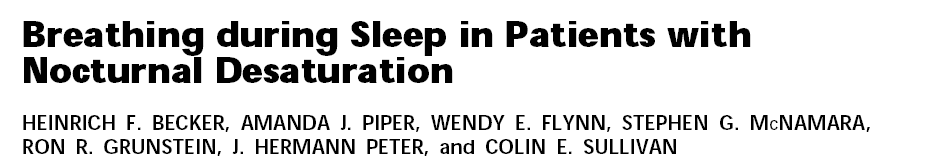 Breathing during Sleep in Patients with
Nocturnal Desaturation
HEINRICH F. BECKER, AMANDA J. PIPER, WENDY E. FLYNN, STEPHEN G. McNAMARA,
RON R. GRUNSTEIN, J. HERMANN PETER, and COLIN E. SULLIVAN